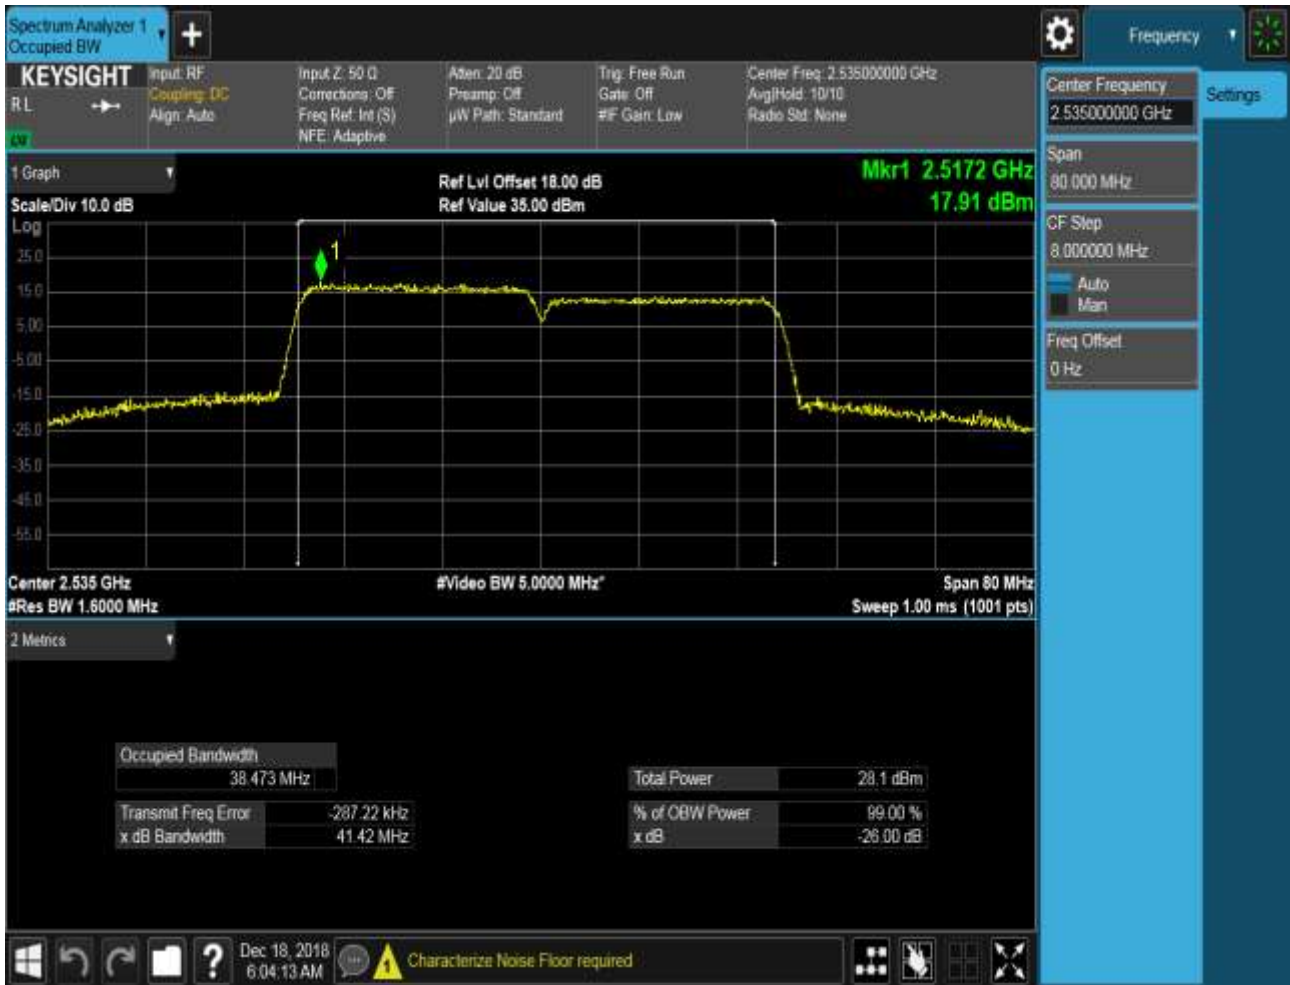 Spectrum Analyzer 1
Occupied BW
Frequency
KEYSIGHT
R L
Input: RF
Coupling: DC
Align: Auto
Input Z: 50 Ω
Corrections: Off
Freq Ref: Int (S)
NFE: Adaptive
Atten: 20 dB
Preamp: Off
µW Path: Standard
Trig: Free Run
Gate: Off
#IF Gain: Low
Center Freq: 2.535000000 GHz
Avg|Hold: 10/10
Radio Std: None
Center Frequency
2.535000000 GHz
Settings
Span
80.000 MHz
CF Step
8.000000 MHz
Auto
Man
Freq Offset
0 Hz
1 Graph
Scale/Div 10.0 dB
Ref Lvl Offset 18.00 dB
Ref Value 35.00 dBm
Mkr1 2.5172 GHz
17.91 dBm
Log
25.0
15.0
5.00
-5.00
-15.0
-25.0
-35.0
-45.0
-55.0
1
Center 2.535 GHz
#Video BW 5.0000 MHz*
Span 80 MHz
#Res BW 1.6000 MHz
Sweep 1.00 ms (1001 pts)
2 Metrics
Occupied Bandwidth
38.473 MHz
Total Power 28.1 dBm
Transmit Freq Error -287.22 kHz
% of OBW Power 99.00 %
x dB Bandwidth 41.42 MHz
x dB -26.00 dB
?
Dec 18, 2018
6:04:13 AM
1
Characterize Noise Floor required